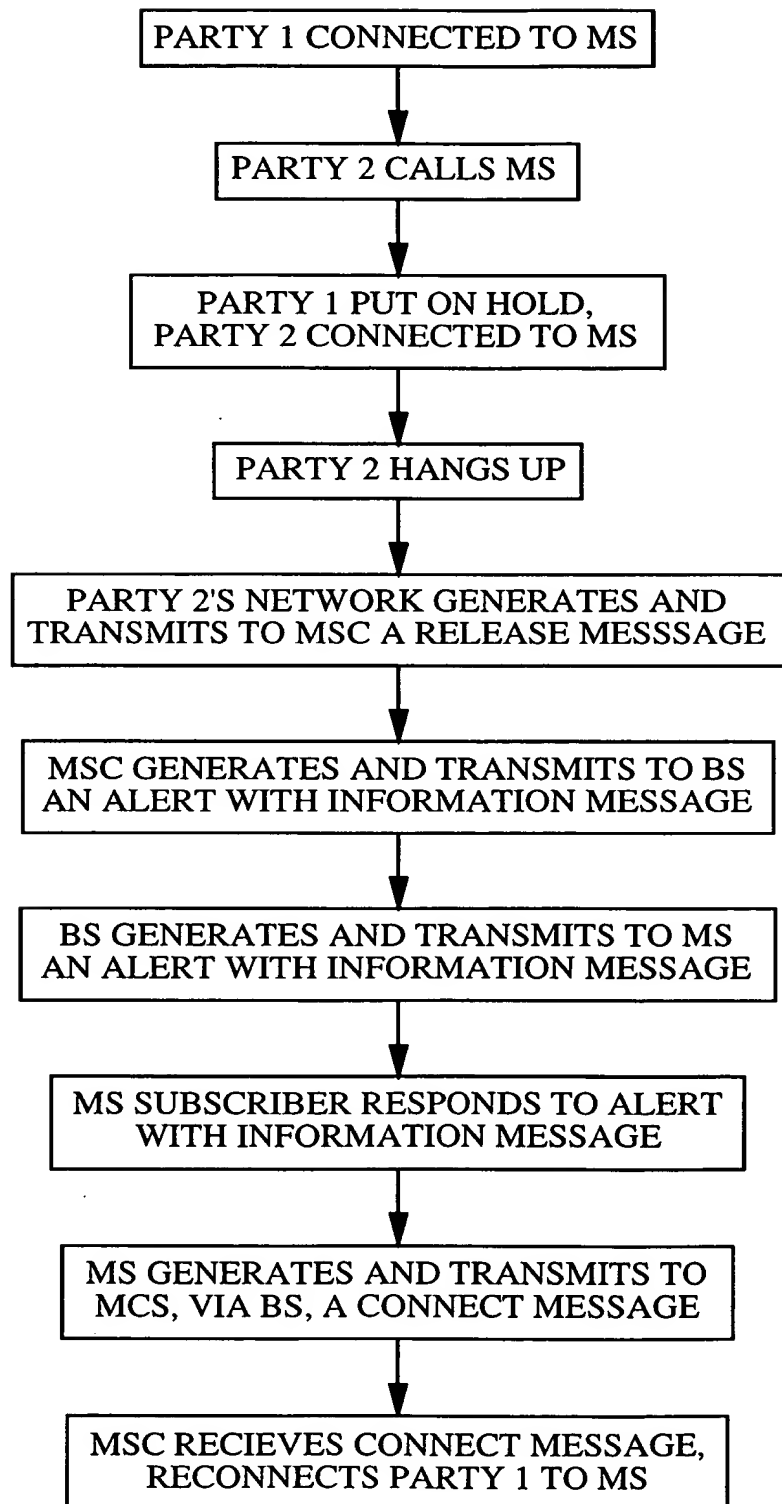 PARTY 1 CONNECTED TO MS
PARTY 2 CALLS MS
PARTY 1 PUT ON HOLD,
PARTY 2 CONNECTED TO MS
PARTY 2 HANGS UP
PARTY 2'S NETWORK GENERATES AND
TRANSMITS TO MSC A RELEASE MESSSAGE
MSC GENERATES AND TRANSMITS TO BS
AN ALERT WITH INFORMATION MESSAGE
BS GENERATES AND TRANSMITS TO MS
AN ALERT WITH INFORMATION MESSAGE
MS SUBSCRIBER RESPONDS TO ALERT
WITH INFORMATION MESSAGE
MS GENERATES AND TRANSMITS TO
MCS, VIA BS, A CONNECT MESSAGE
MSC RECIEVES CONNECT MESSAGE,
RECONNECTS PARTY 1 TO MS